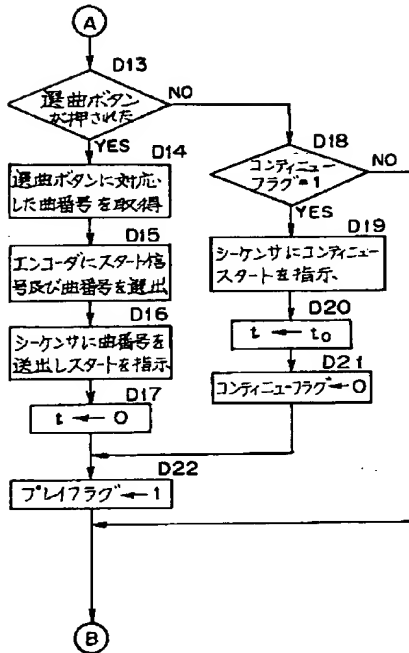 A
D13
選曲ボタン
が押された
NO
YES
D14
選曲ボタンに対応
した曲番号を取得
D15
エンコーダにスタート信
号及び曲番号を送出
D16
シーケンサに曲番号を
送出しスタートを指示
D17
t ← 0
D18
コンティニュー
フラグ=1
NO
YES
D19
シーケンサにコンティニュー
スタートを指示、
D20
t ← t0
D21
コンティニューフラグ←0
D22
プレイフラグ←1
B